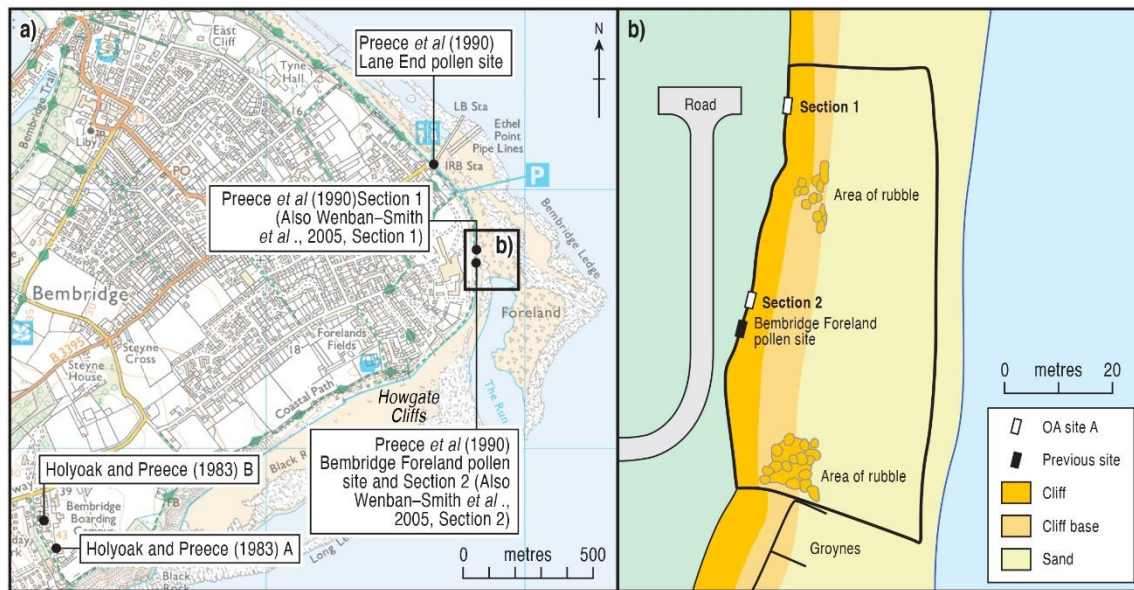 a)
East
Cliff
Tyne
Hall
Preece et al (1990)
Lane End pollen site
N
LB Sta
Ethel
Point
Pipe Lines
IRB Sta
P
Bembridge Trail
Liby
PO
Preece et al (1990)Section 1
(Also Wenban–Smith
et al ., 2005, Section 1)
b)
Bembridge Ledge
Foreland
Bembridge
B 3395
Steyne
Cross
Steyne
House
Forelands
Fields
18
16
Coastal Path
Howgate
Cliffs
The Run
Preece et al (1990)
Bembridge Foreland pollen
site and Section 2 (Also
Wenban–Smith et al .,
2005, Section 2)
Holyoak and Preece (1983) B
way
39
Bembridge
Boarding
FB
43
Holyoak and Preece (1983) A
Black
Rock
0 metres 500
b)
Road
Section 1
Area of rubble
Section 2
Bembridge Foreland
pollen site
Area of rubble
Groynes
0 metres 20
OA site A
Previous site
Cliff
Cliff base
Sand